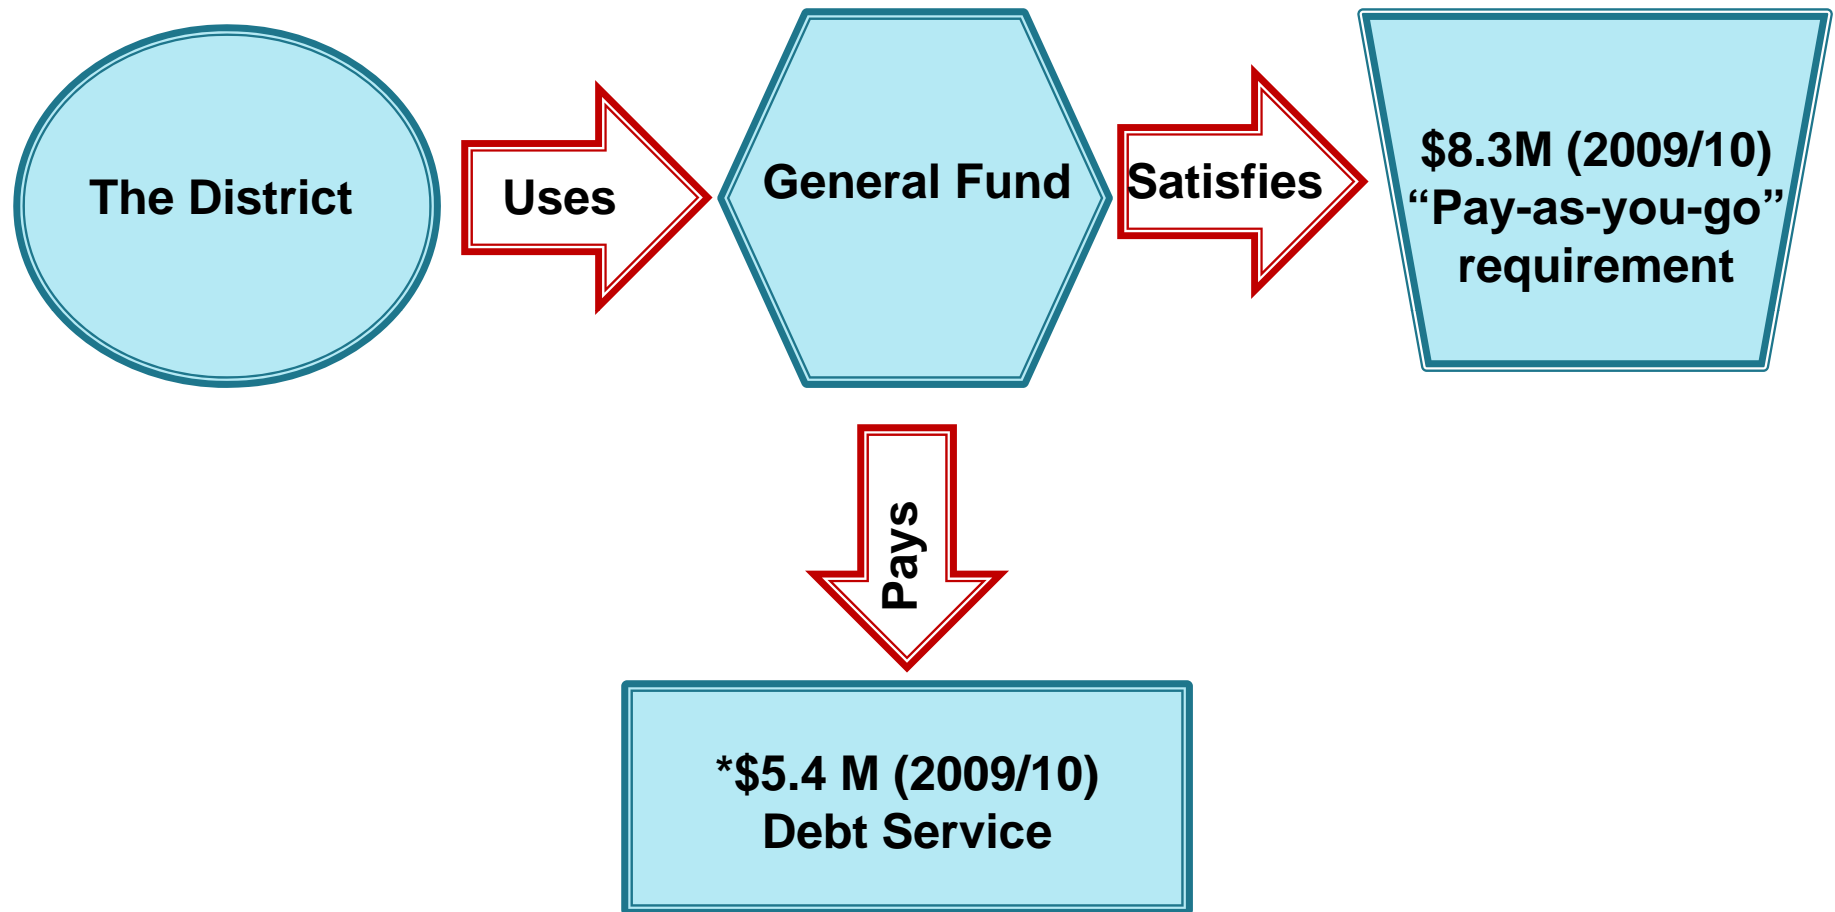 The District
Uses
General Fund
Satisfies
$8.3M (2009/10)
“Pay-as-you-go”
requirement
Pays
*$5.4 M (2009/10)
Debt Service